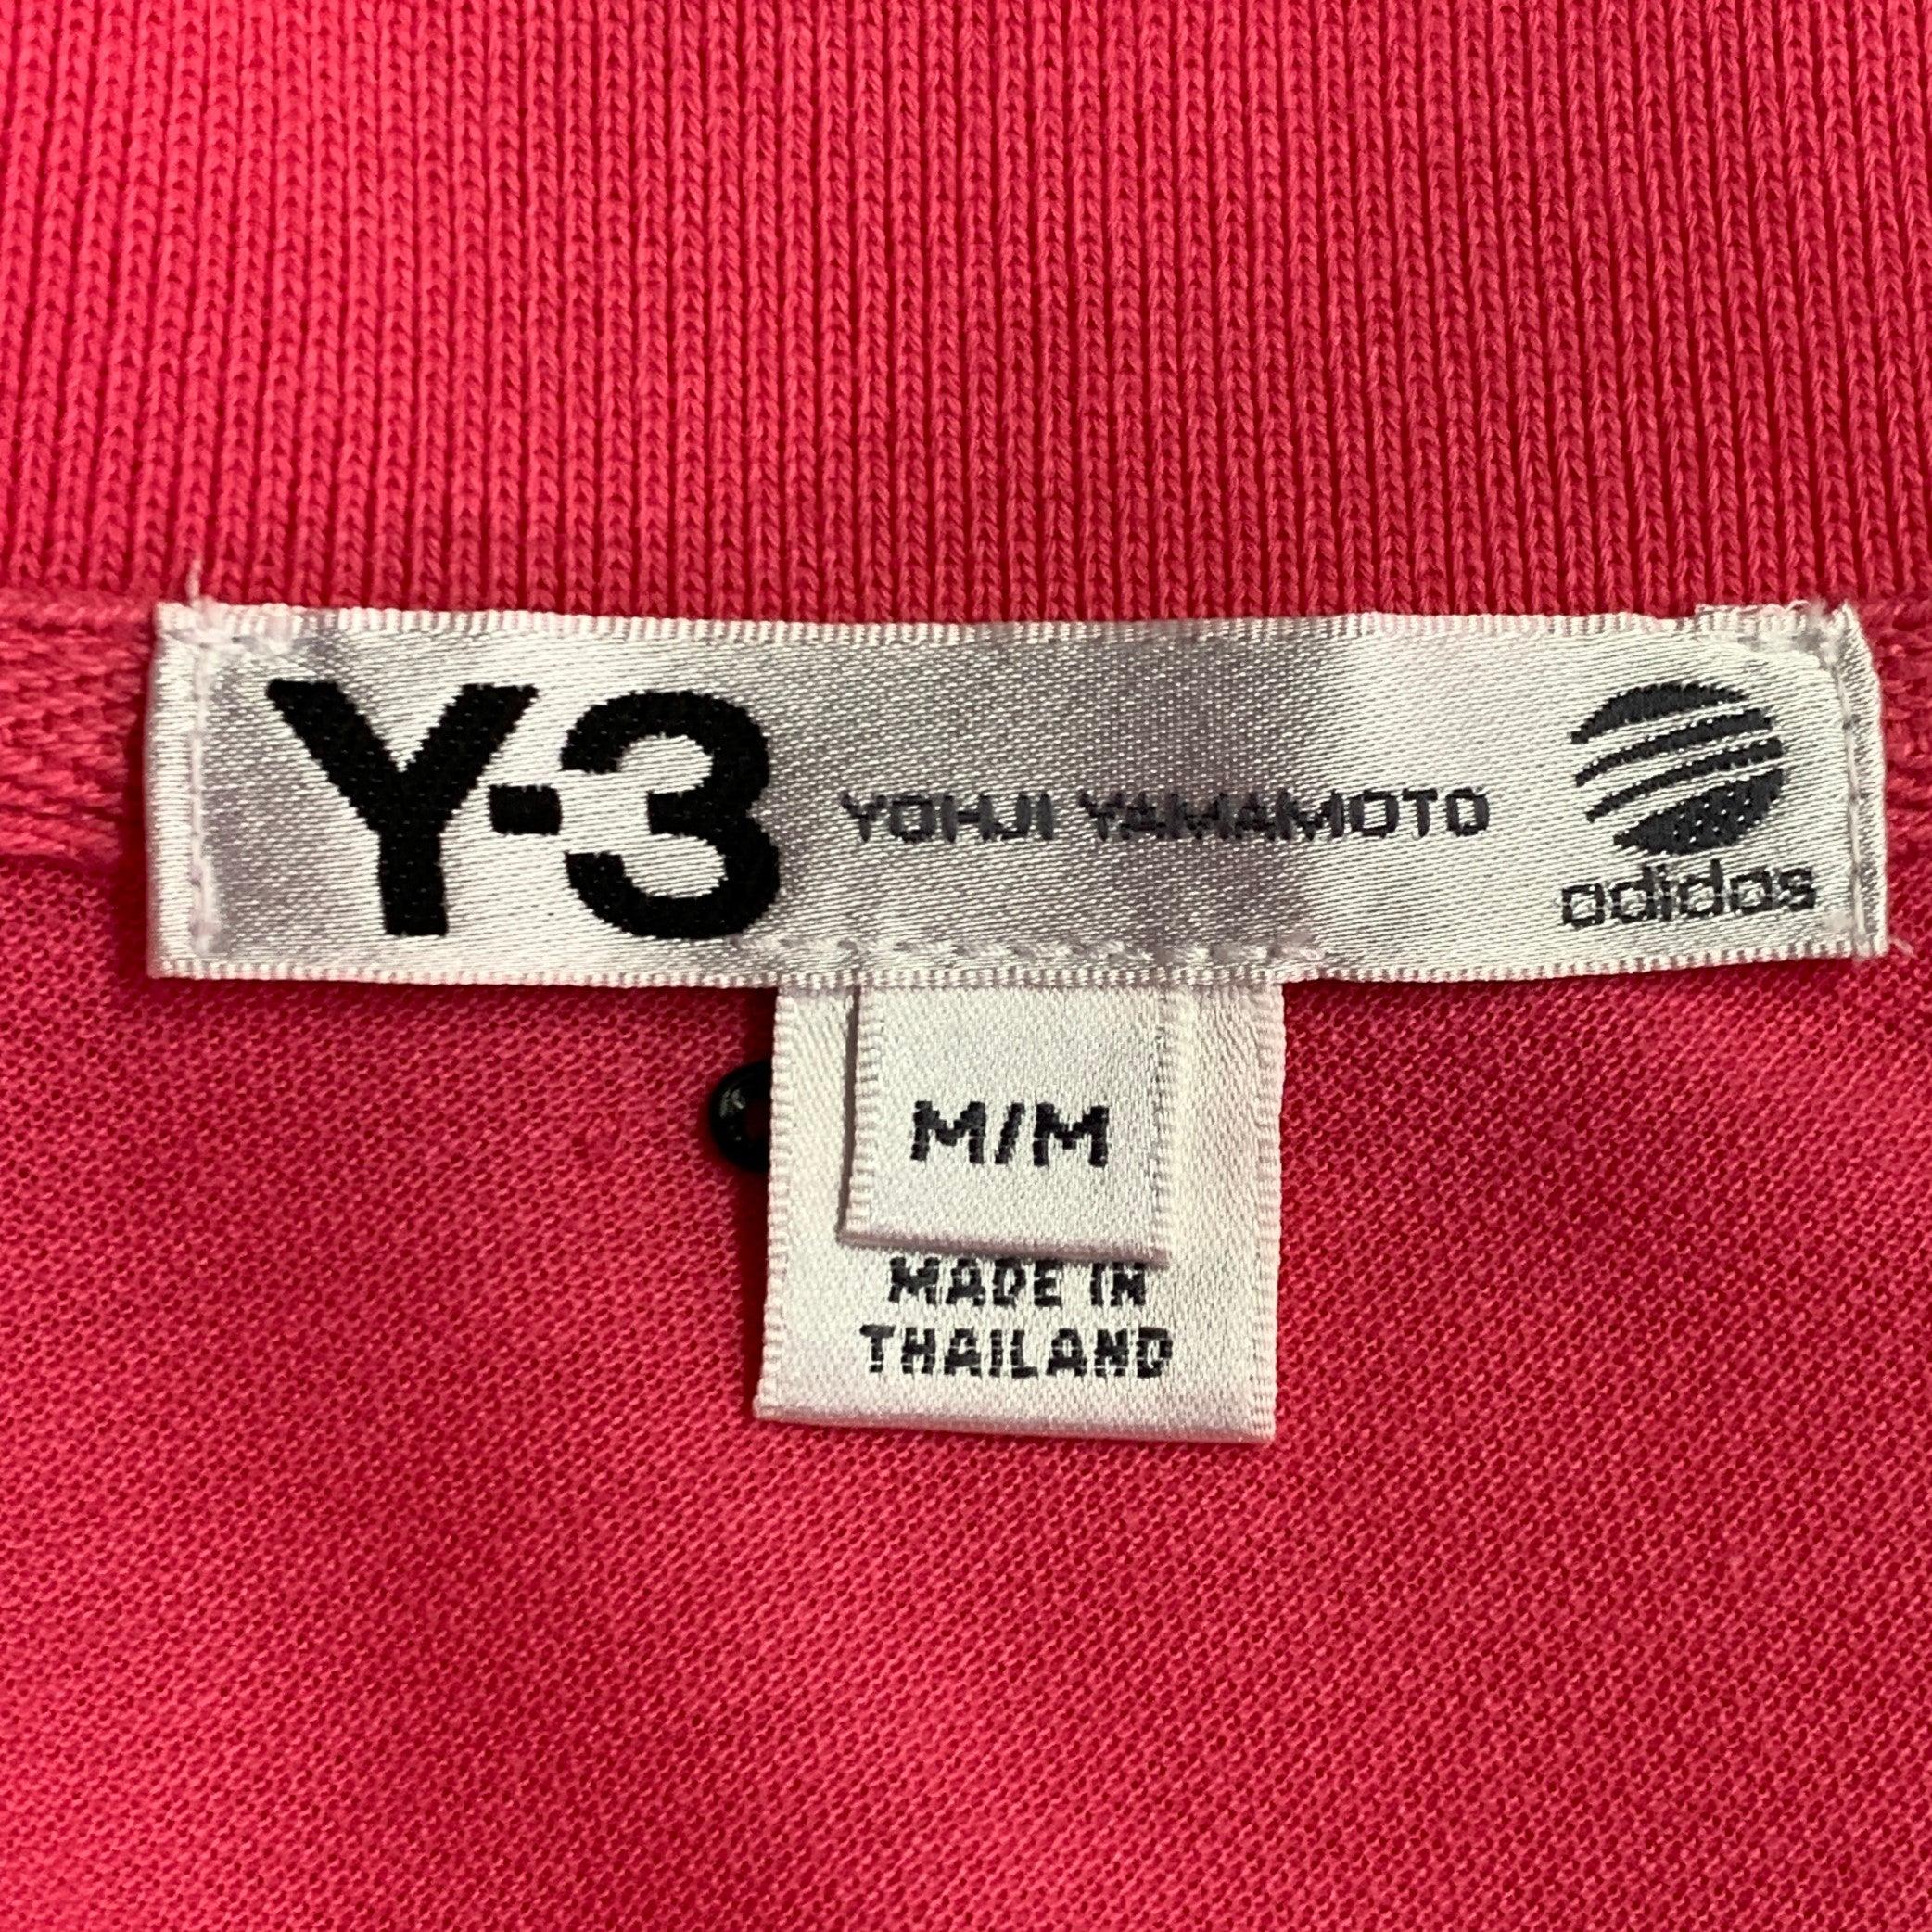 Y-3 YOHJI YAMAMOTO adidas
M/M
MADE IN
THAILAND